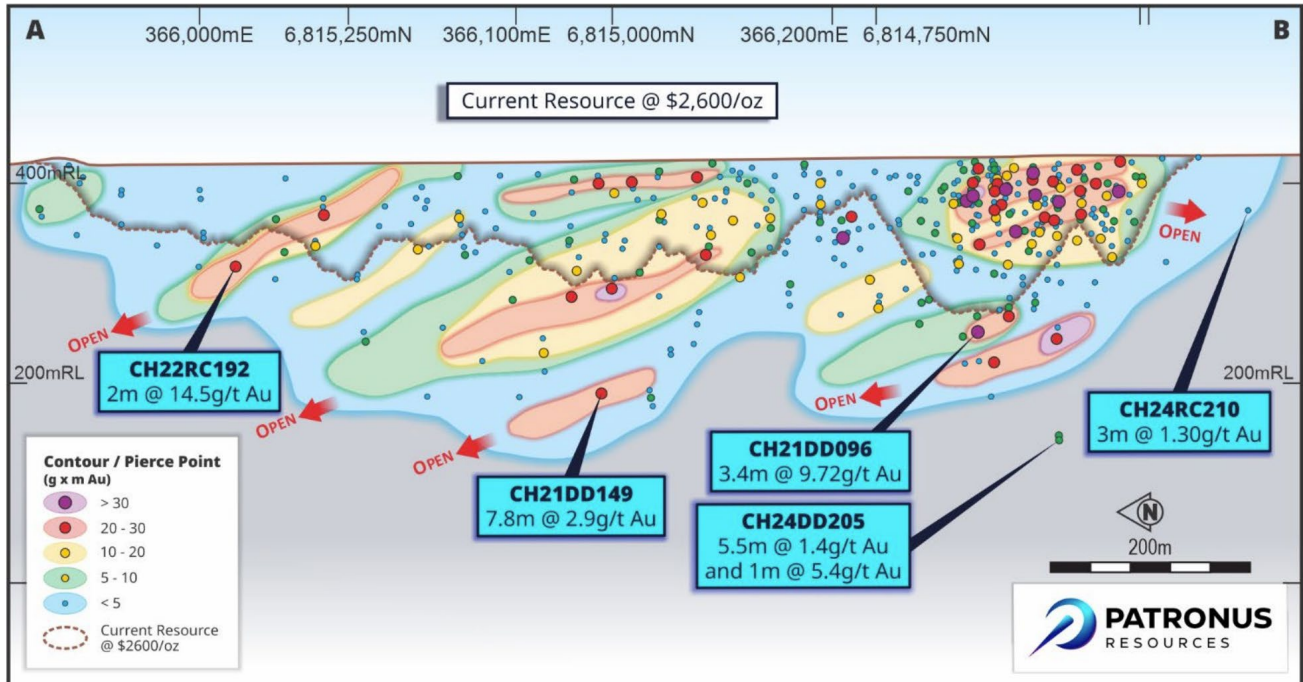 A
B
366,000mE
6,815,250mN
366,100mE
6,815,000mN
366,200mE
6,814,750mN
Current Resource @ $2,600/oz
400mRL
OPEN
OPEN
CH22RC192
2m @ 14.5g/t Au
200mRL
200mRL
OPEN
OPEN
OPEN
CH24RC210
3m @ 1.30g/t Au
CH21DD096
3.4m @ 9.72g/t Au
CH21DD149
7.8m @ 2.9g/t Au
CH24DD205
5.5m @ 1.4g/t Au
and 1m @ 5.4g/t Au
Contour / Pierce Point
(g x m Au)
> 30
20 - 30
10 - 20
5 - 10
< 5
Current Resource
@ $2600/oz
N
200m
PATRONUS
RESOURCES